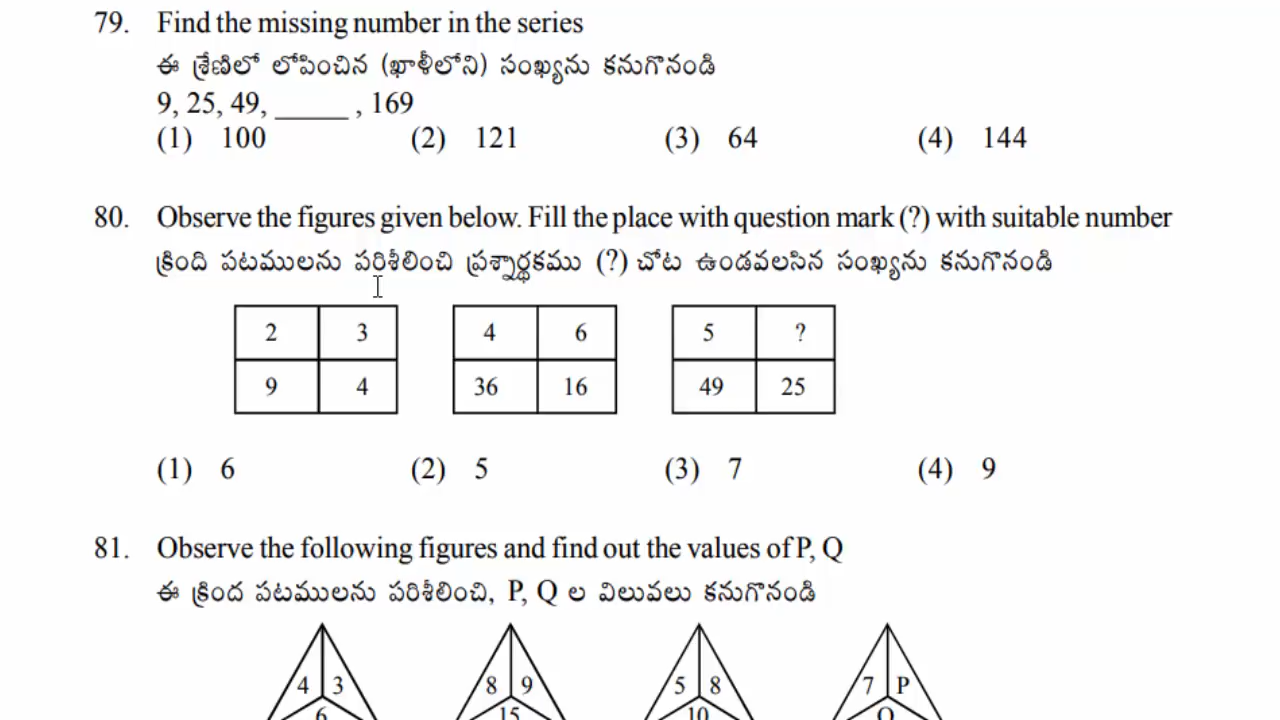 79. Find the missing number in the series
ఈ శ్రేణిలో లోపించిన (ఖాళీలోని) సంఖ్యను కనుగొనండి
9, 25, 49, _____ , 169
(1) 100 (2) 121 (3) 64 (4) 144
80. Observe the figures given below. Fill the place with question mark (?) with suitable number
క్రింది పటములను పరిశీలించి ప్రశ్నార్థకము (?) చోట ఉండవలసిన సంఖ్యను కనుగొనండి
2 3 4 6 5 ?
9 4 36 16 49 25
(1) 6 (2) 5 (3) 7 (4) 9
81. Observe the following figures and find out the values of P, Q
ఈ క్రింద పటములను పరిశీలించి, P, Q ల విలువలు కనుగొనండి
4 3 8 9 5 8 7 P
6 15 10 Q